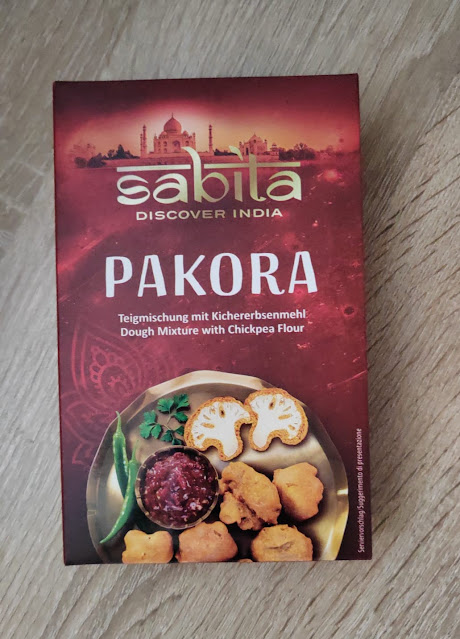 sabita
DISCOVER INDIA
PAKORA
Teigmischung mit Kichererbsenmehl
Dough Mixture with Chickpea Flour
Serviervorschlag/Suggerimento di presentazione